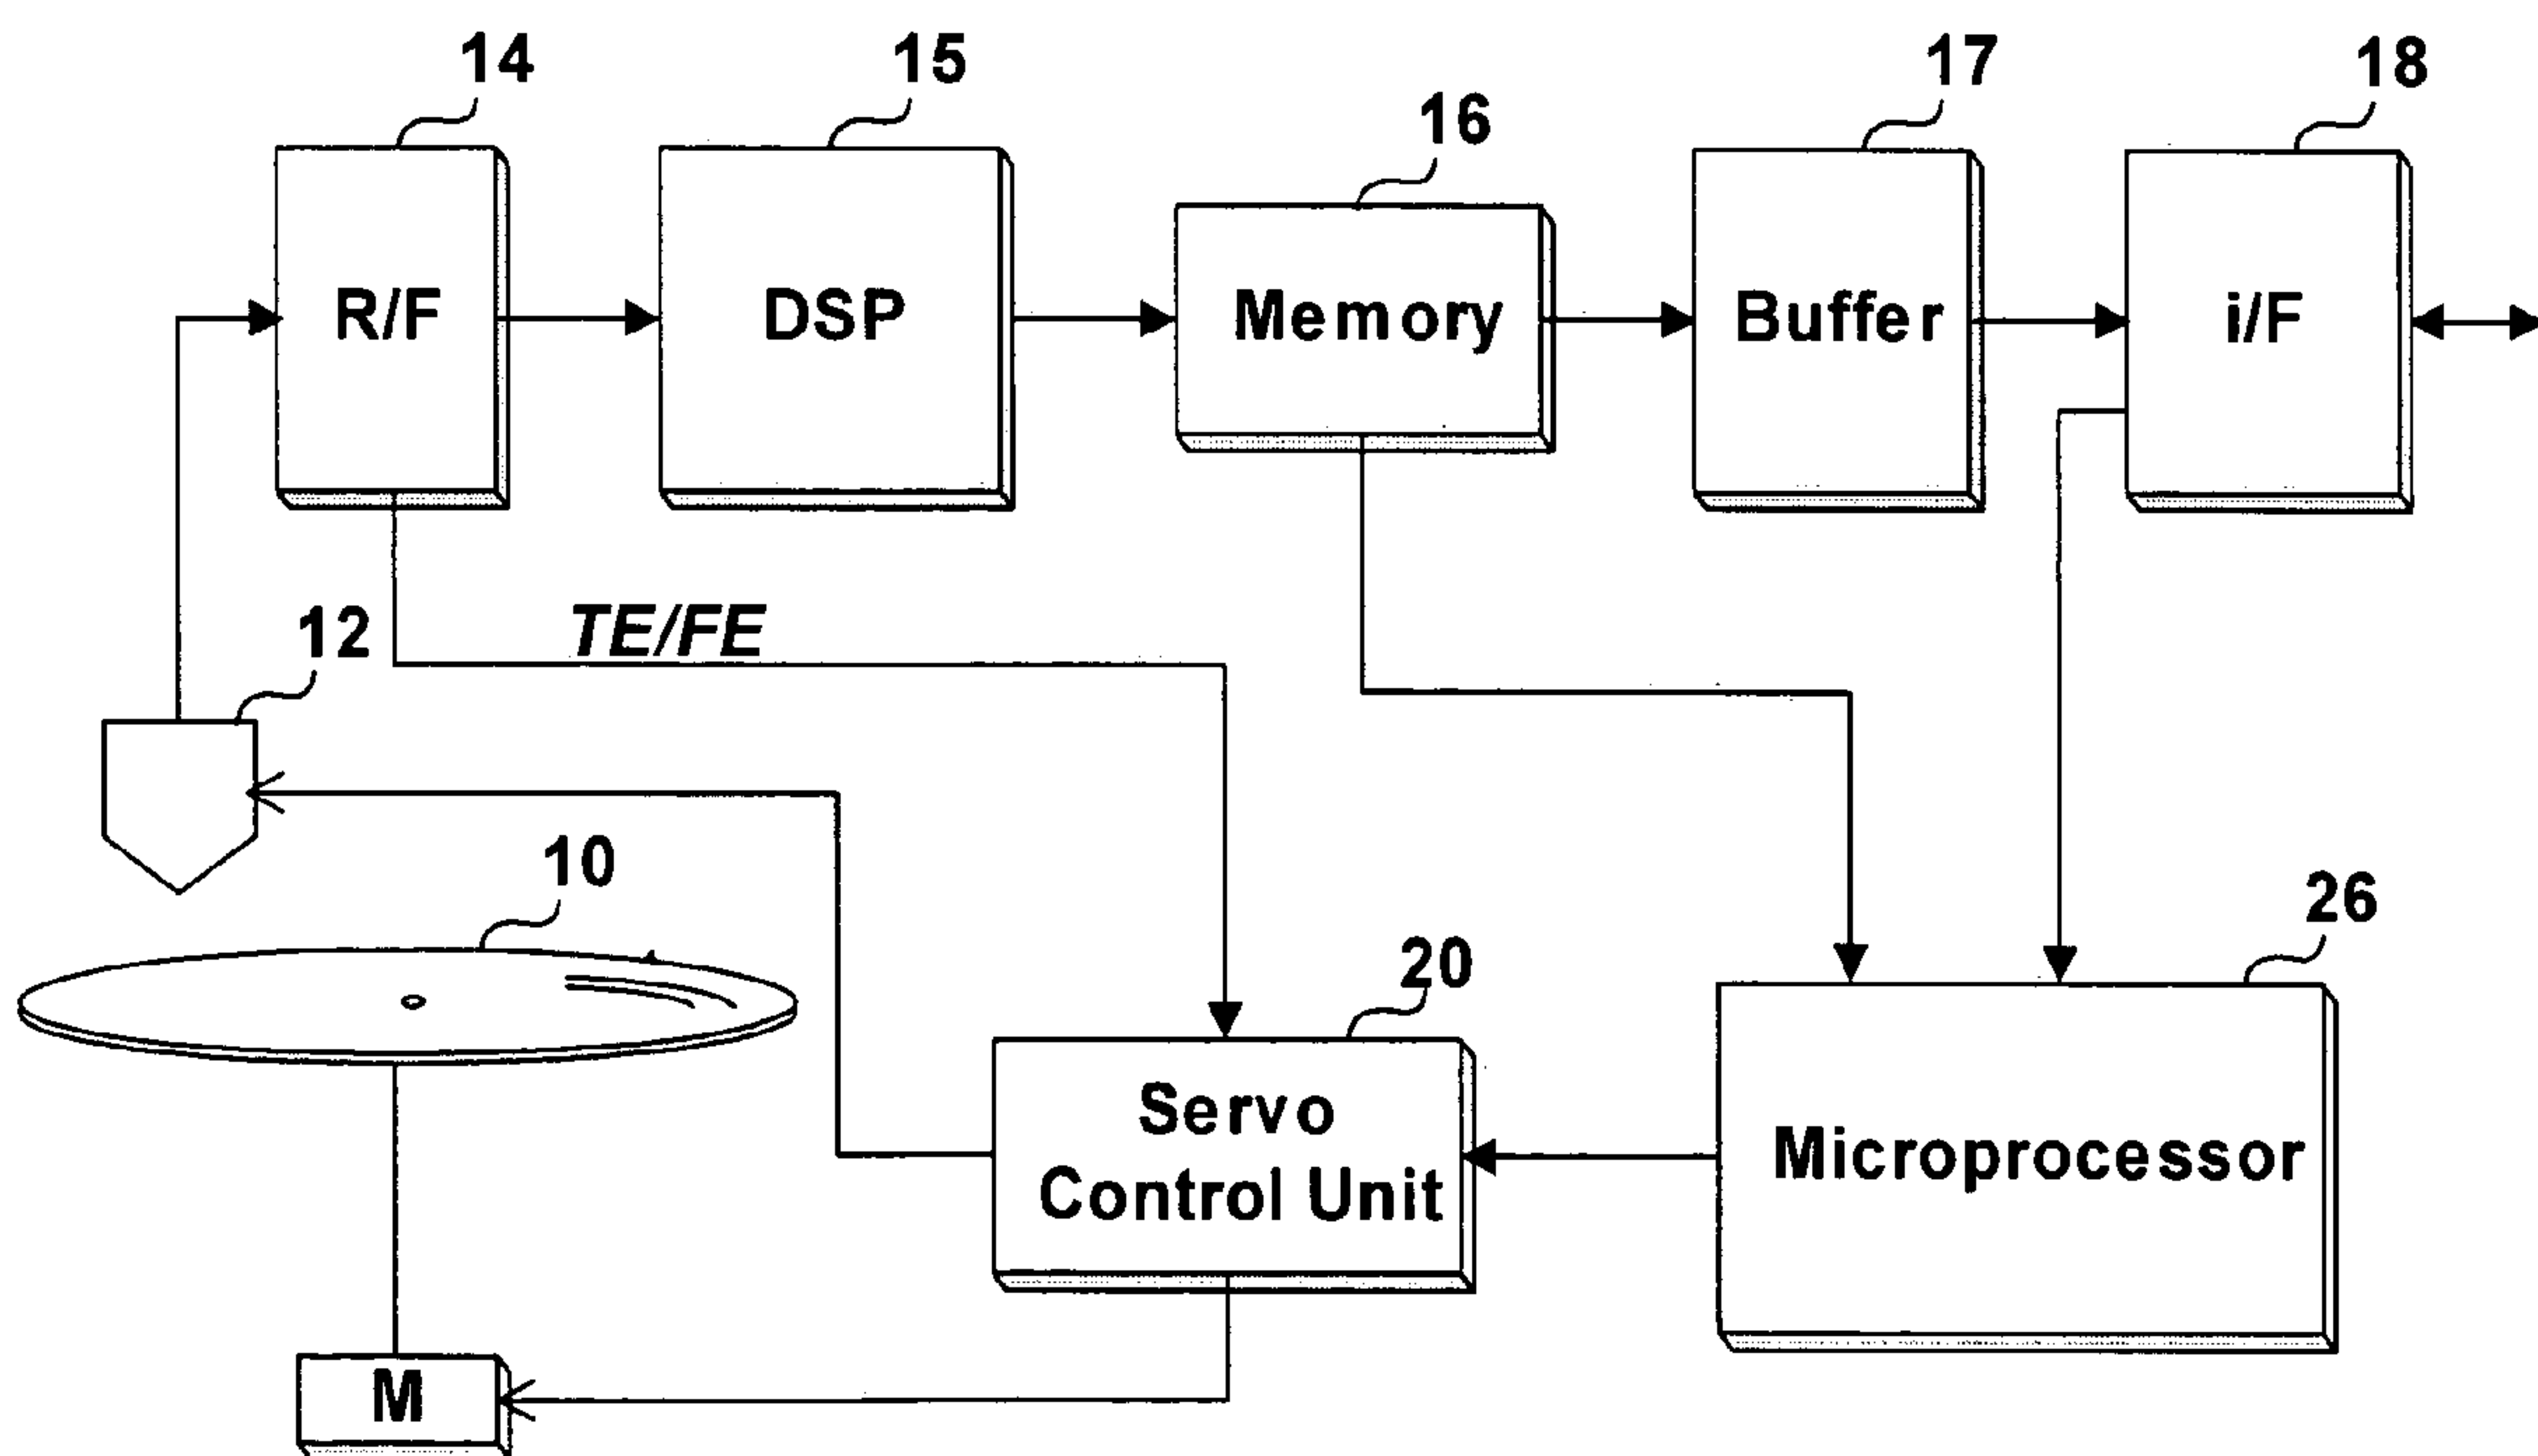 14
15
16
17
18
R/F
DSP
Memory
Buffer
i/F
TE/FE
12
10
20
26
Servo
Control Unit
Microprocessor
M